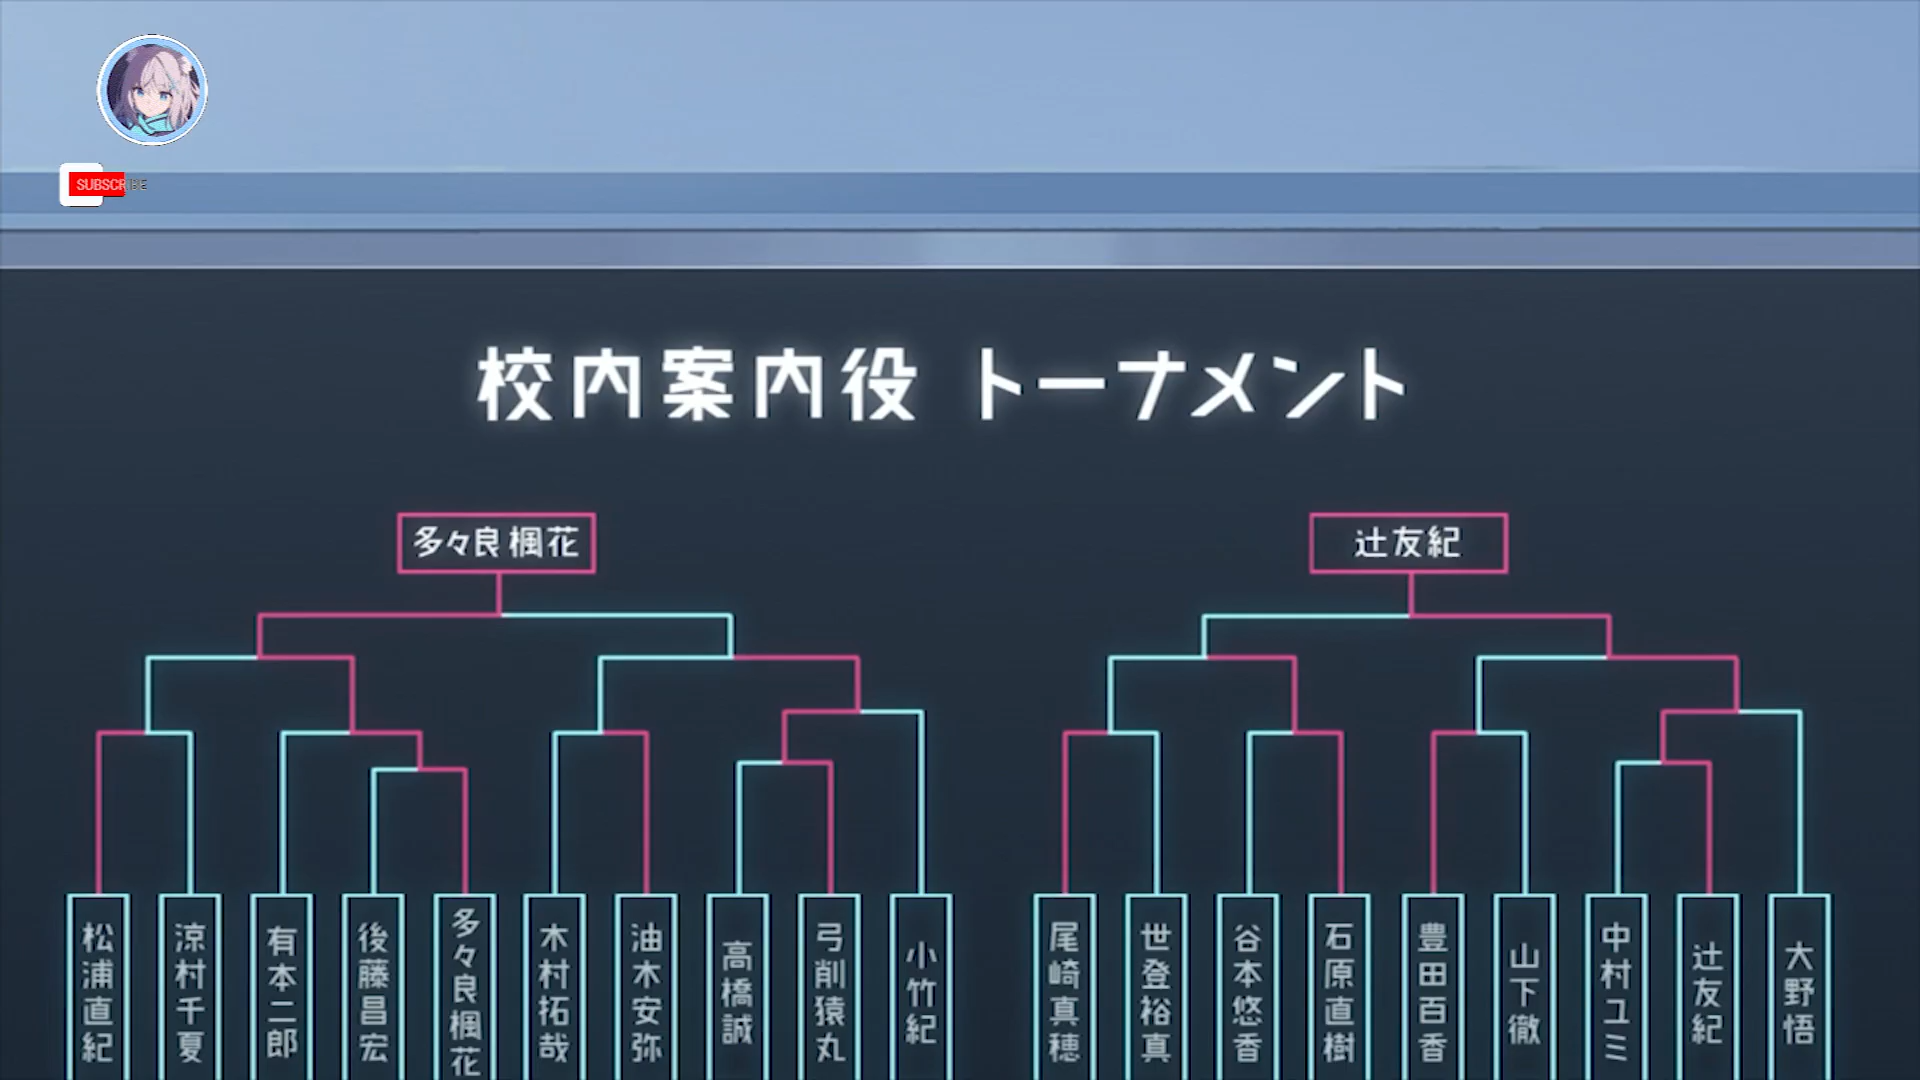 SUBSCRIBE
校内案内役 トーナメント
多々良楓花
辻友紀
松浦直紀
涼村千夏
有本二郎
後藤昌宏
多々良楓花
木村拓哉
油木安弥
高橋誠
弓削猿丸
小竹紀
尾崎真穂
世登裕真
谷本悠香
石原直樹
豊田百香
山下徹
中村ユミ
辻友紀
大野悟